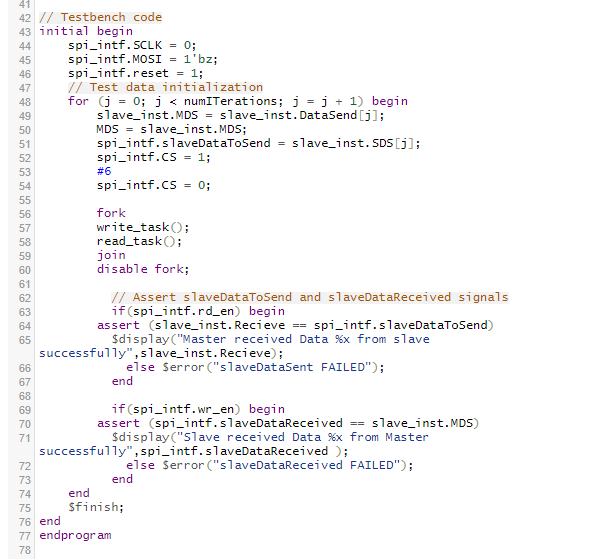 41
42 // Testbench code
43 initial begin
44     spi_intf.SCLK = 0;
45     spi_intf.MOSI = 1'bz;
46     spi_intf.reset = 1;
47     // Test data initialization
48     for (j = 0; j < numITerations; j = j + 1) begin
49         slave_inst.MDS = slave_inst.DataSend[j];
50         MDS = slave_inst.MDS;
51         spi_intf.slaveDataToSend = slave_inst.SDS[j];
52         spi_intf.CS = 1;
53         #6
54         spi_intf.CS = 0;
55
56         fork
57         write_task();
58         read_task();
59         join
60         disable fork;
61
62           // Assert slaveDataToSend and slaveDataReceived signals
63           if(spi_intf.rd_en) begin
64         assert (slave_inst.Recieve == spi_intf.slaveDataToSend)
65           $display("Master received Data %x from slave
successfully",slave_inst.Recieve);
66             else $error("slaveDataSent FAILED");
67           end
68
69           if(spi_intf.wr_en) begin
70         assert (spi_intf.slaveDataReceived == slave_inst.MDS)
71           $display("Slave received Data %x from Master
successfully",spi_intf.slaveDataReceived );
72             else $error("slaveDataReceived FAILED");
73           end
74     end
75     $finish;
76 end
77 endprogram
78